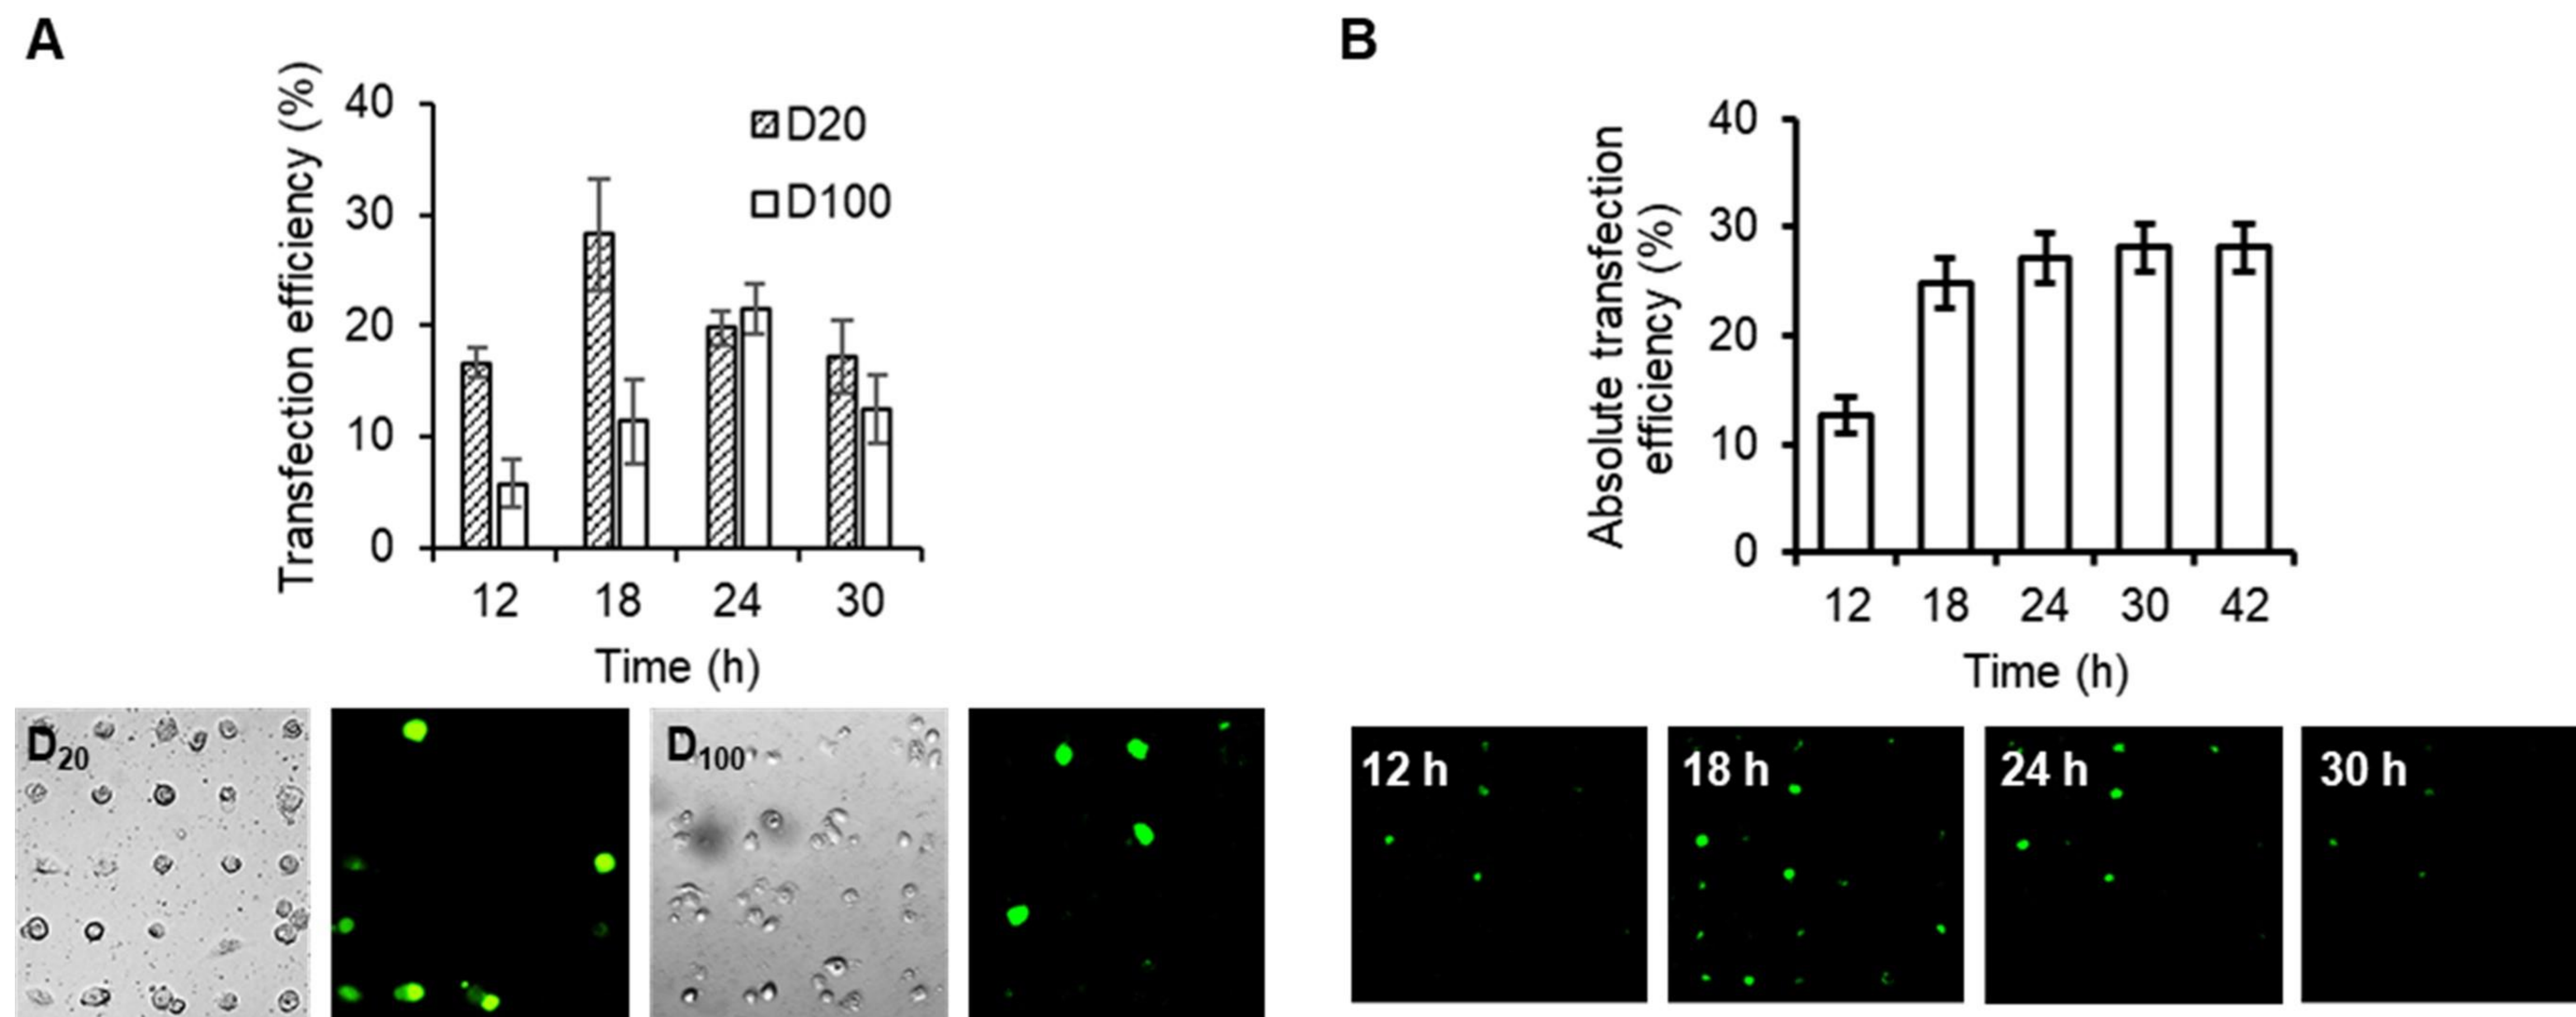 A
Transfection efficiency (%)
40
30
20
10
0
D20
D100
12 18 24 30
Time (h)
D20
D100
B
Absolute transfection
efficiency (%)
40
30
20
10
0
12 18 24 30 42
Time (h)
12 h
18 h
24 h
30 h